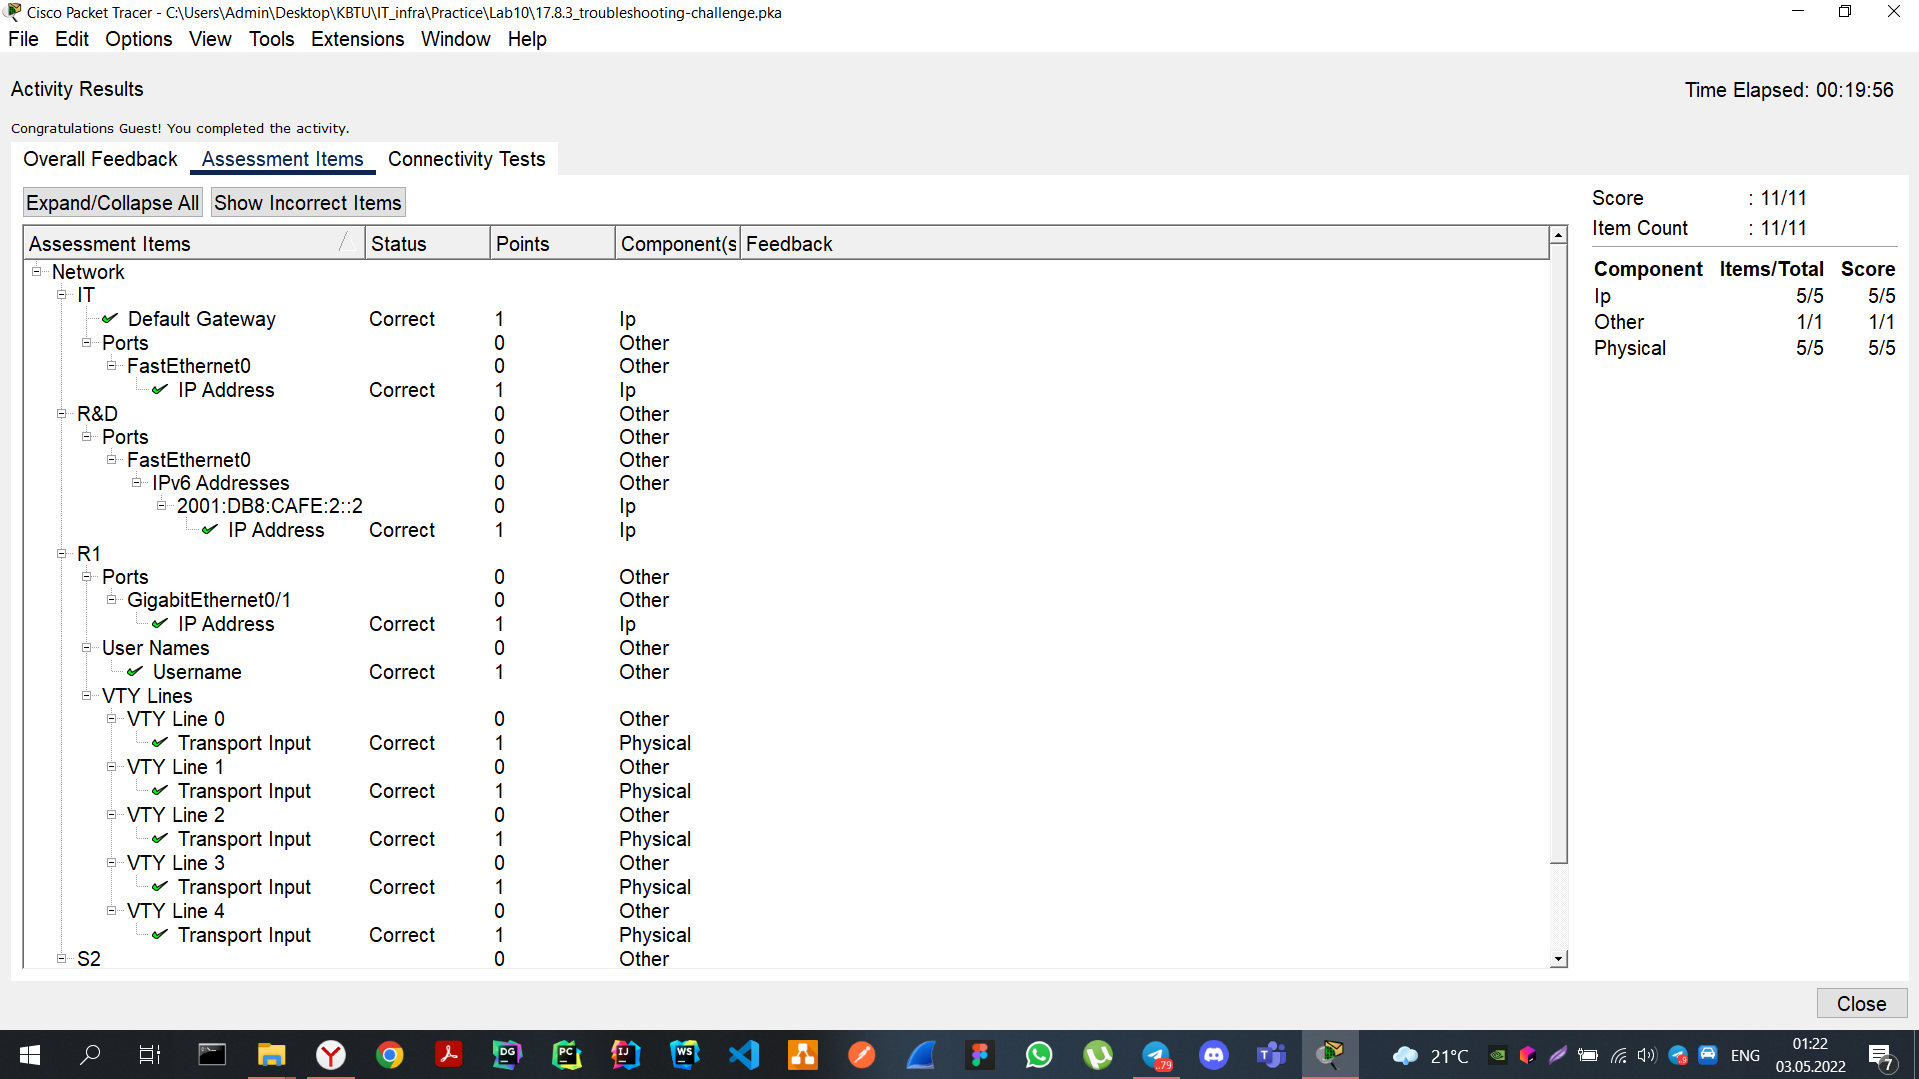 Cisco Packet Tracer - C:\Users\Admin\Desktop\KBTU\IT_infra\Practice\Lab10\17.8.3_troubleshooting-challenge.pka
File Edit Options View Tools Extensions Window Help
Activity Results
Time Elapsed: 00:19:56
Congratulations Guest! You completed the activity.
Overall Feedback Assessment Items Connectivity Tests
Expand/Collapse All Show Incorrect Items
Assessment Items Status Points Component(s Feedback
Network
IT
Default Gateway Correct 1 Ip
Ports 0 Other
FastEthernet0 0 Other
IP Address Correct 1 Ip
R&D 0 Other
Ports 0 Other
FastEthernet0 0 Other
IPv6 Addresses 0 Other
2001:DB8:CAFE:2::2 0 Ip
IP Address Correct 1 Ip
R1
Ports 0 Other
GigabitEthernet0/1 0 Other
IP Address Correct 1 Ip
User Names 0 Other
Username Correct 1 Other
VTY Lines
VTY Line 0 0 Other
Transport Input Correct 1 Physical
VTY Line 1 0 Other
Transport Input Correct 1 Physical
VTY Line 2 0 Other
Transport Input Correct 1 Physical
VTY Line 3 0 Other
Transport Input Correct 1 Physical
VTY Line 4 0 Other
Transport Input Correct 1 Physical
S2 0 Other
Score : 11/11
Item Count : 11/11
Component Items/Total Score
Ip 5/5 5/5
Other 1/1 1/1
Physical 5/5 5/5
Close
DG
PC
IJ
WS
..79
21°C
9
ENG
01:22
03.05.2022
7